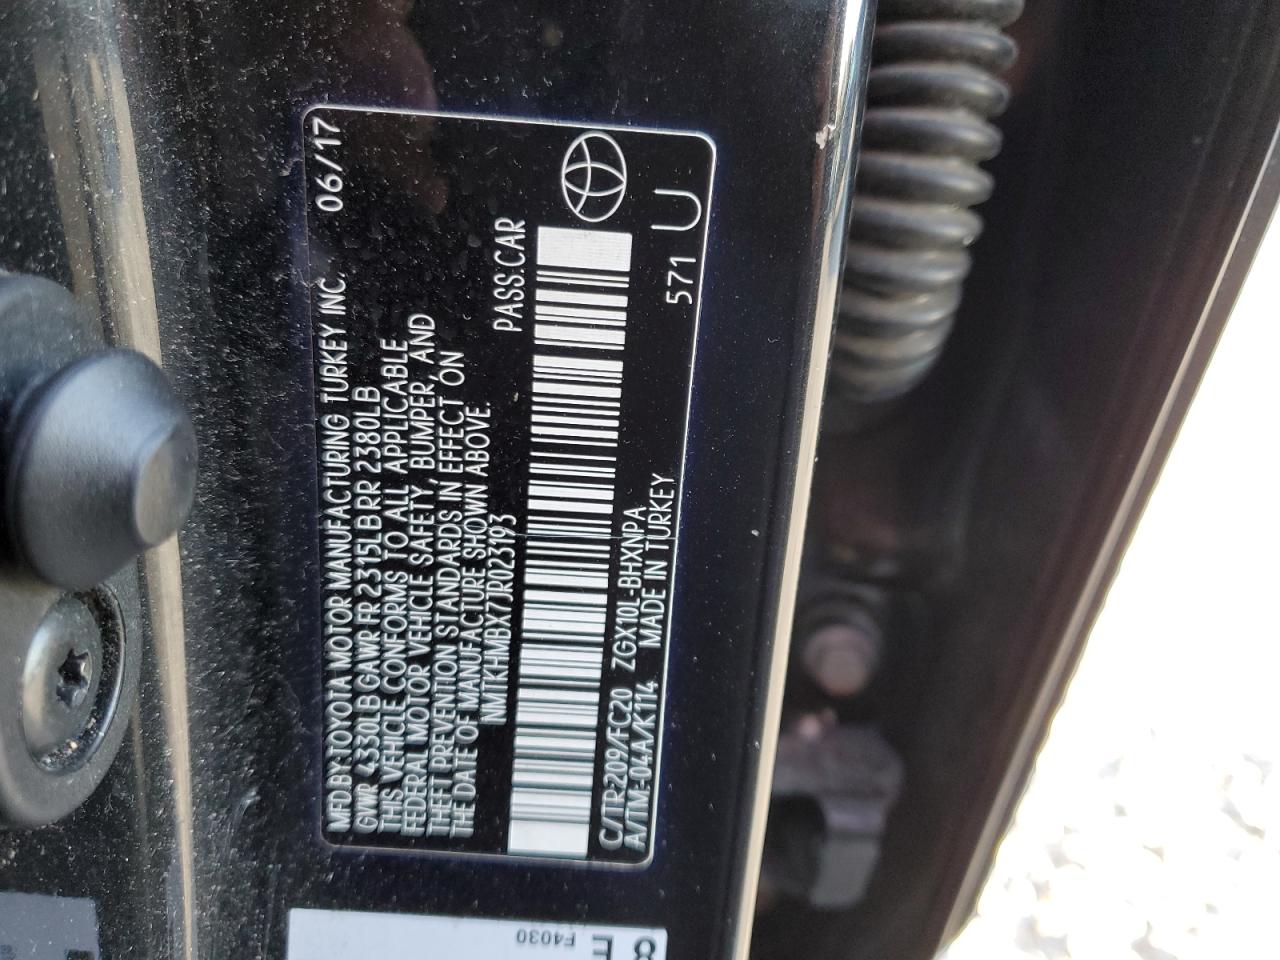 MFD.BY:TOYOTA MOTOR MANUFACTURING TURKEY INC. 06/17
GVWR 4330LB GAWR FR 2315LB RR 2380LB
THIS VEHICLE CONFORMS TO ALL APPLICABLE
FEDERAL MOTOR VEHICLE SAFETY, BUMPER, AND
THEFT PREVENTION STANDARDS IN EFFECT ON
THE DATE OF MANUFACTURE SHOWN ABOVE.
NMTKHMBX7JR023193 PASS.CAR
C/TR:209/FC20 ZGX10L-BHXNPA
A/TM:-04A/K114 MADE IN TURKEY 571 U
F4030